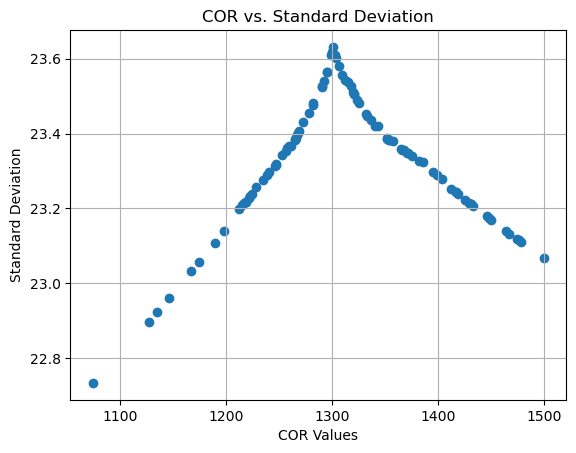 COR vs. Standard Deviation
Standard Deviation
23.6
23.4
23.2
23.0
22.8
1100 1200 1300 1400 1500
COR Values